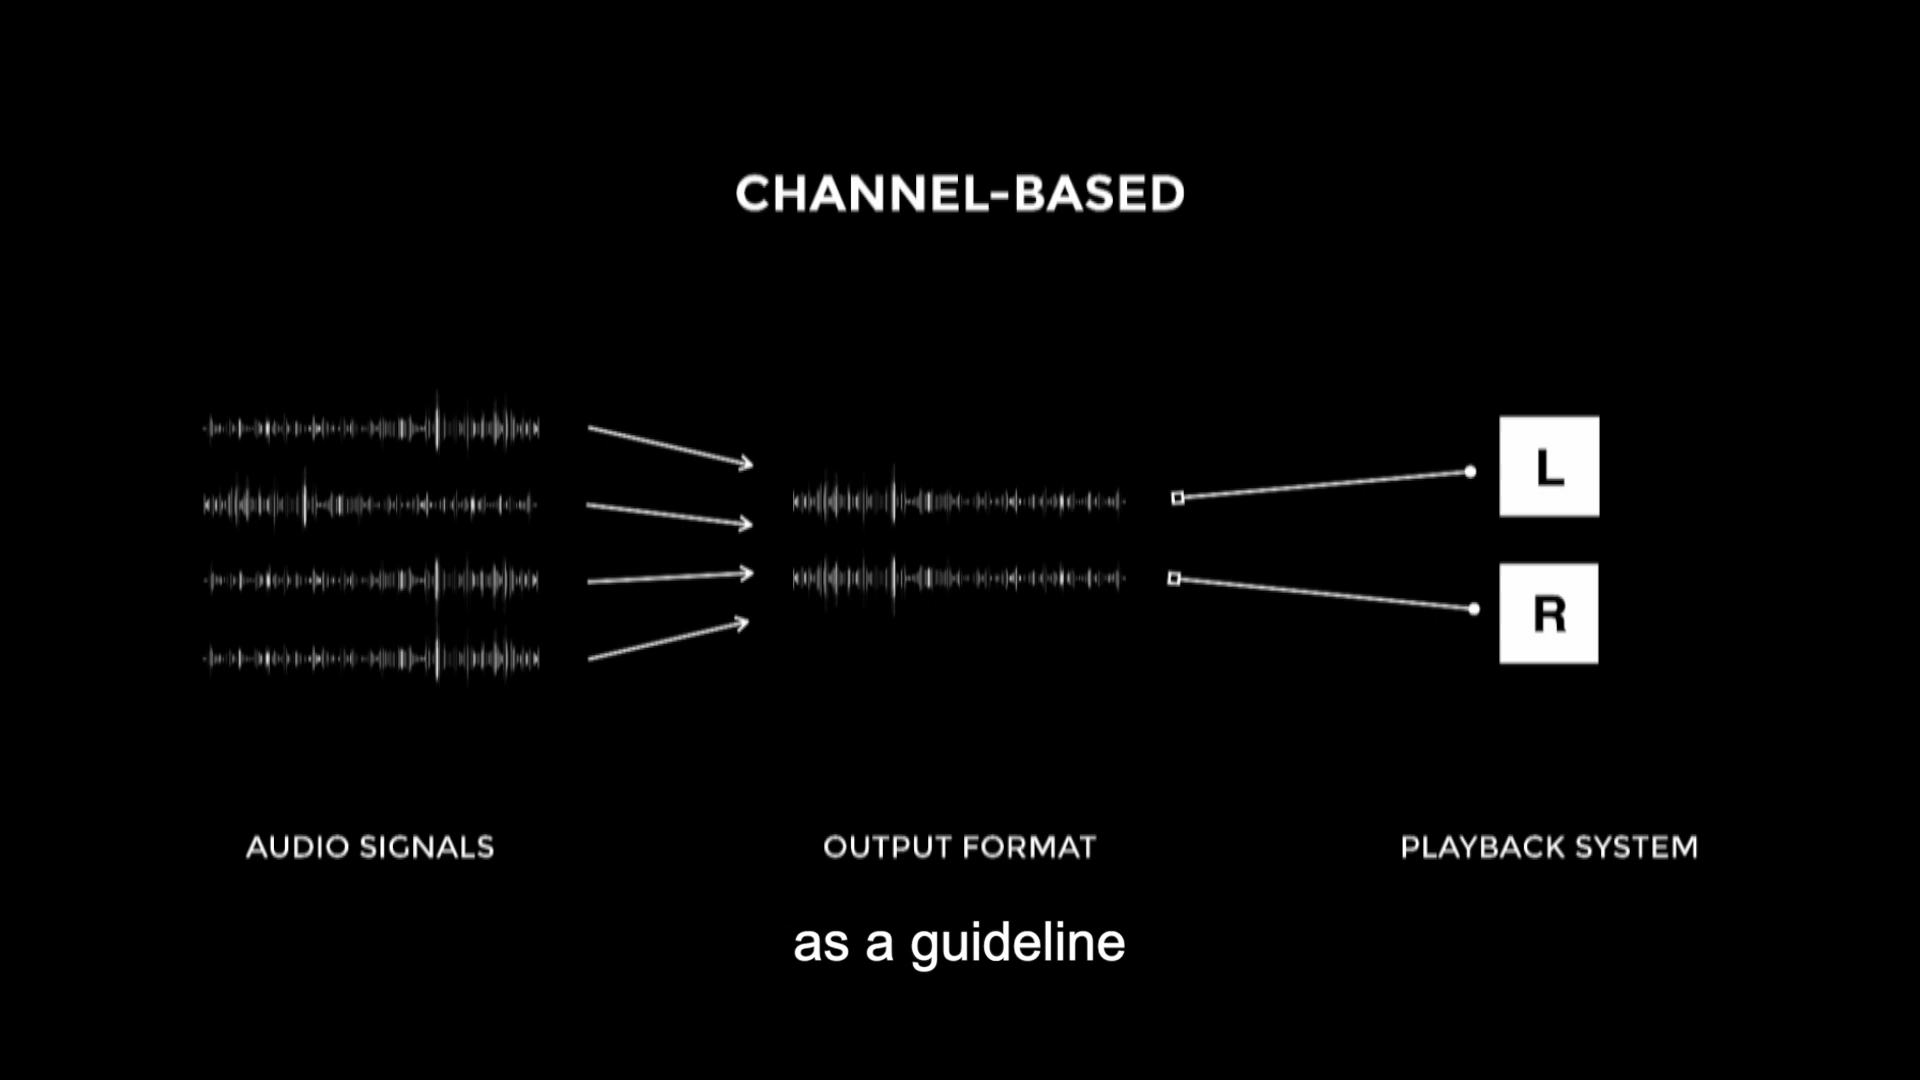 CHANNEL-BASED
L
R
AUDIO SIGNALS
OUTPUT FORMAT
PLAYBACK SYSTEM
as a guideline